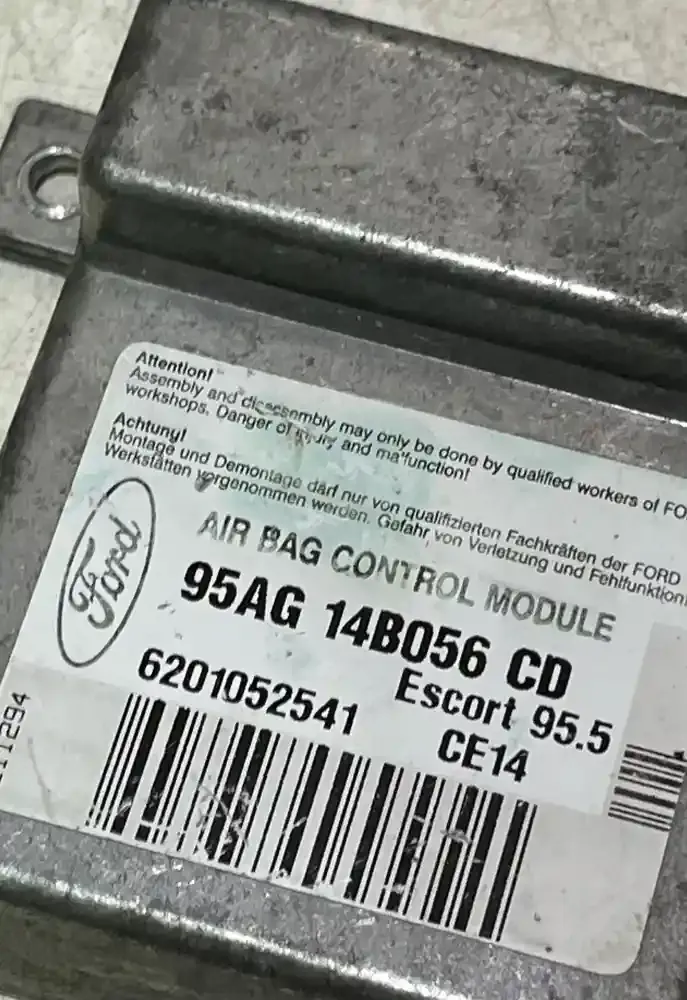 Attention!
Assembly and disassembly may only be done by qualified workers of FO
workshops. Danger of injury and malfunction!
Achtung!
Montage und Demontage darf nur von qualifizierten Fachkräften der FORD
Werkstätten vorgenommen werden. Gefahr von Verletzung und Fehlfunktion
Ford
AIR BAG CONTROL MODULE
95AG 14B056 CD
Escort 95.5
6201052541
CE14
11294